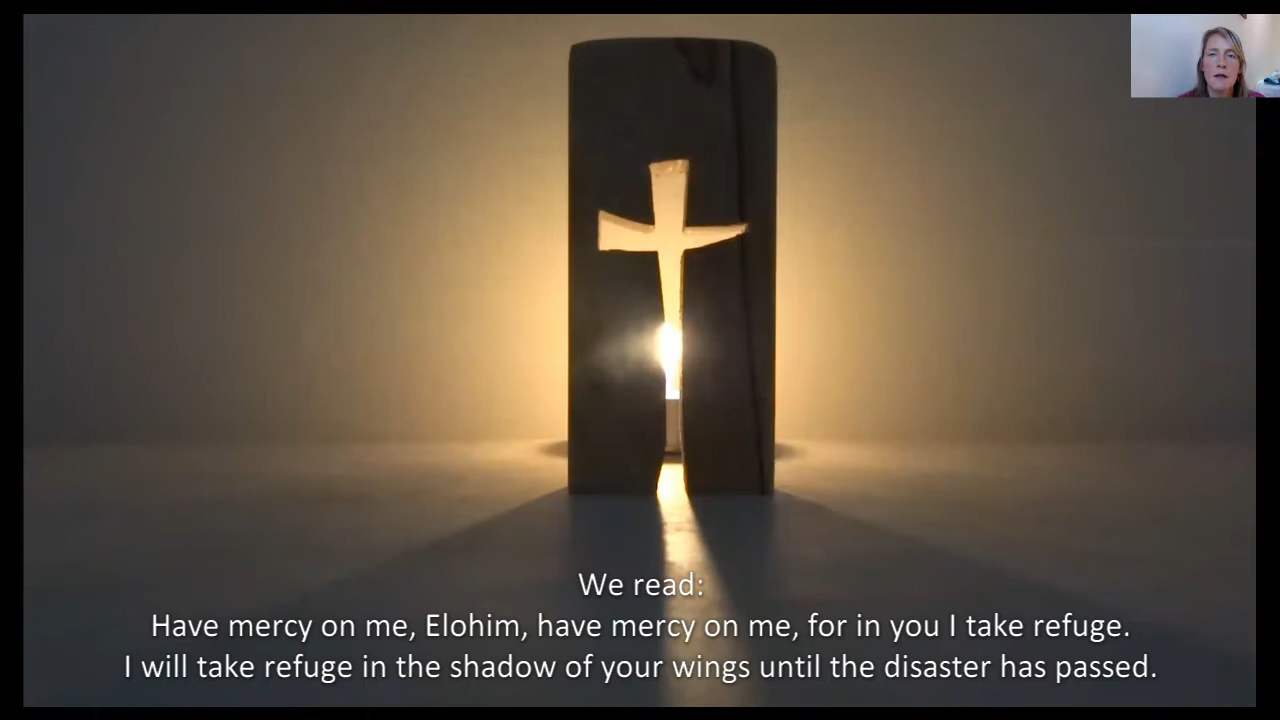 We read:
Have mercy on me, Elohim, have mercy on me, for in you I take refuge.
I will take refuge in the shadow of your wings until the disaster has passed.